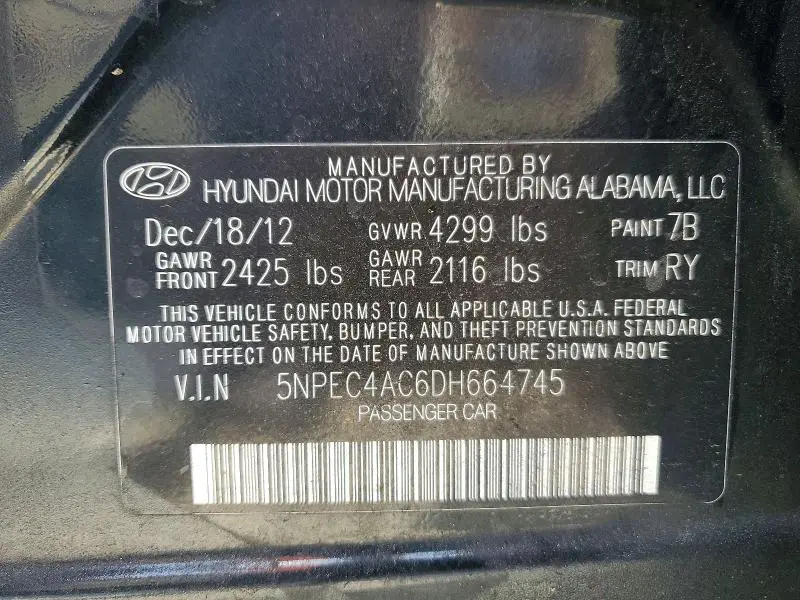 MANUFACTURED BY
HYUNDAI MOTOR MANUFACTURING ALABAMA, LLC
Dec/18/12 GVWR 4299 lbs PAINT 7B
GAWR FRONT 2425 lbs GAWR REAR 2116 lbs TRIM RY
THIS VEHICLE CONFORMS TO ALL APPLICABLE U.S.A. FEDERAL
MOTOR VEHICLE SAFETY, BUMPER, AND THEFT PREVENTION STANDARDS
IN EFFECT ON THE DATE OF MANUFACTURE SHOWN ABOVE
V.I.N 5NPEC4AC6DH664745
PASSENGER CAR